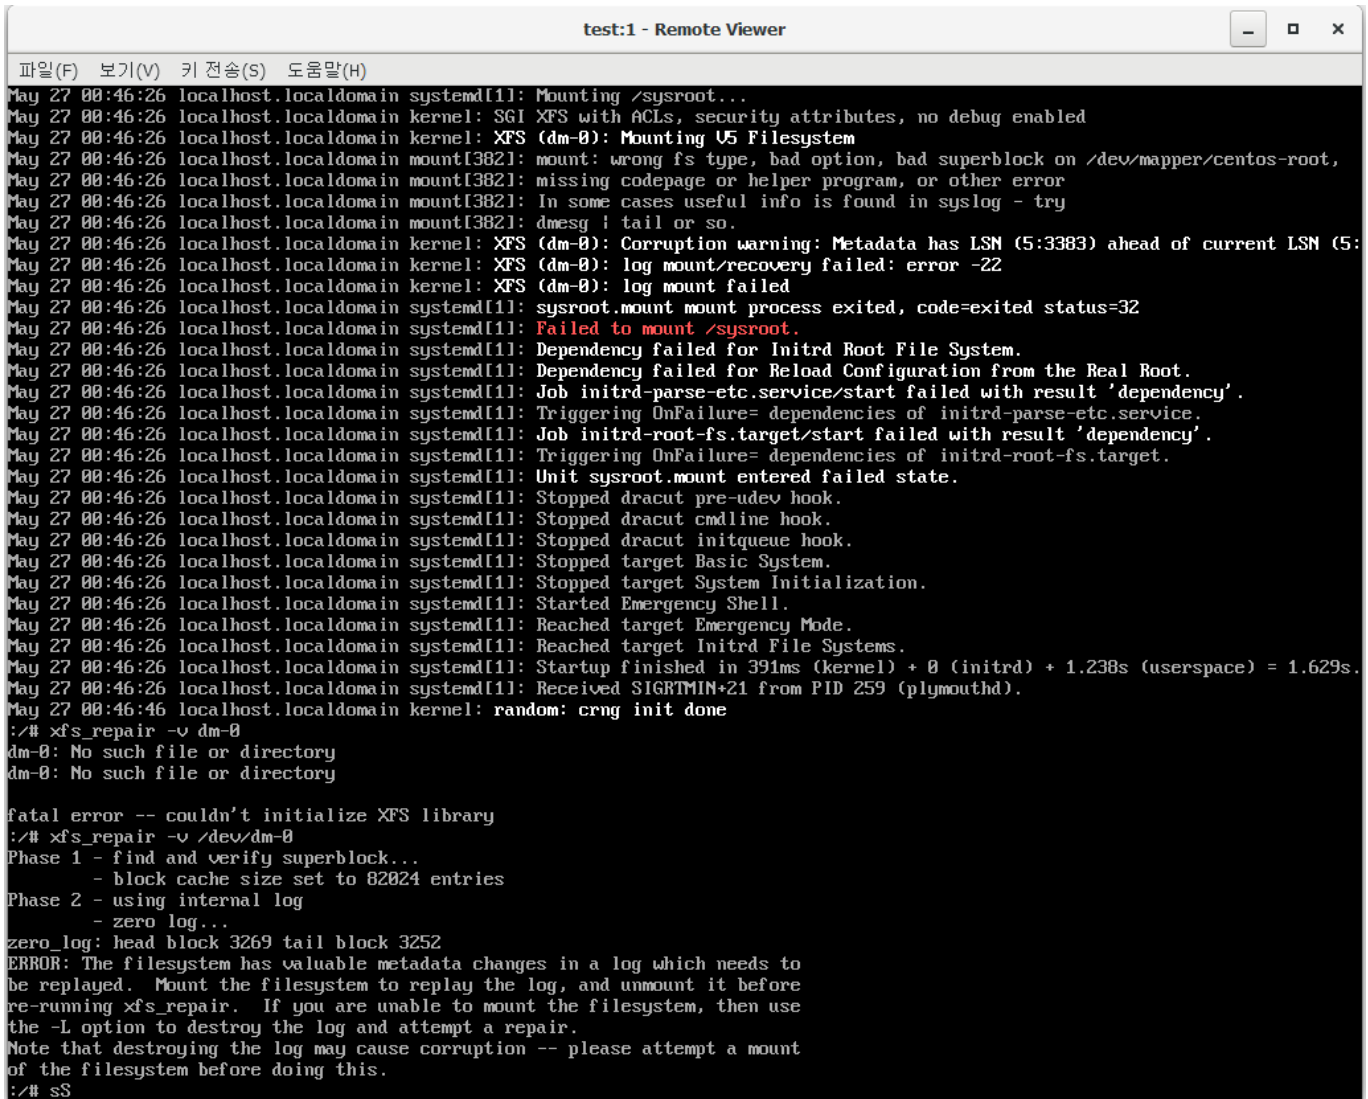 test:1 - Remote Viewer
파일(F) 보기(V) 키 전송(S) 도움말(H)
May 27 00:46:26 localhost.localdomain systemd[1]: Mounting /sysroot...
May 27 00:46:26 localhost.localdomain kernel: SGI XFS with ACLs, security attributes, no debug enabled
May 27 00:46:26 localhost.localdomain kernel: XFS (dm-0): Mounting V5 Filesystem
May 27 00:46:26 localhost.localdomain mount[382]: mount: wrong fs type, bad option, bad superblock on /dev/mapper/centos-root,
May 27 00:46:26 localhost.localdomain mount[382]: missing codepage or helper program, or other error
May 27 00:46:26 localhost.localdomain mount[382]: In some cases useful info is found in syslog - try
May 27 00:46:26 localhost.localdomain mount[382]: dmesg | tail or so.
May 27 00:46:26 localhost.localdomain kernel: XFS (dm-0): Corruption warning: Metadata has LSN (5:3383) ahead of current LSN (5:
May 27 00:46:26 localhost.localdomain kernel: XFS (dm-0): log mount/recovery failed: error -22
May 27 00:46:26 localhost.localdomain kernel: XFS (dm-0): log mount failed
May 27 00:46:26 localhost.localdomain systemd[1]: sysroot.mount mount process exited, code=exited status=32
May 27 00:46:26 localhost.localdomain systemd[1]: Failed to mount /sysroot.
May 27 00:46:26 localhost.localdomain systemd[1]: Dependency failed for Initrd Root File System.
May 27 00:46:26 localhost.localdomain systemd[1]: Dependency failed for Reload Configuration from the Real Root.
May 27 00:46:26 localhost.localdomain systemd[1]: Job initrd-parse-etc.service/start failed with result 'dependency'.
May 27 00:46:26 localhost.localdomain systemd[1]: Triggering OnFailure= dependencies of initrd-parse-etc.service.
May 27 00:46:26 localhost.localdomain systemd[1]: Job initrd-root-fs.target/start failed with result 'dependency'.
May 27 00:46:26 localhost.localdomain systemd[1]: Triggering OnFailure= dependencies of initrd-root-fs.target.
May 27 00:46:26 localhost.localdomain systemd[1]: Unit sysroot.mount entered failed state.
May 27 00:46:26 localhost.localdomain systemd[1]: Stopped dracut pre-udev hook.
May 27 00:46:26 localhost.localdomain systemd[1]: Stopped dracut cmdline hook.
May 27 00:46:26 localhost.localdomain systemd[1]: Stopped dracut initqueue hook.
May 27 00:46:26 localhost.localdomain systemd[1]: Stopped target Basic System.
May 27 00:46:26 localhost.localdomain systemd[1]: Stopped target System Initialization.
May 27 00:46:26 localhost.localdomain systemd[1]: Started Emergency Shell.
May 27 00:46:26 localhost.localdomain systemd[1]: Reached target Emergency Mode.
May 27 00:46:26 localhost.localdomain systemd[1]: Reached target Initrd File Systems.
May 27 00:46:26 localhost.localdomain systemd[1]: Startup finished in 391ms (kernel) + 0 (initrd) + 1.238s (userspace) = 1.629s.
May 27 00:46:26 localhost.localdomain systemd[1]: Received SIGRTMIN+21 from PID 259 (plymouthd).
May 27 00:46:46 localhost.localdomain kernel: random: crng init done
:/# xfs_repair -v dm-0
dm-0: No such file or directory
dm-0: No such file or directory
fatal error -- couldn't initialize XFS library
:/# xfs_repair -v /dev/dm-0
Phase 1 - find and verify superblock...
- block cache size set to 82024 entries
Phase 2 - using internal log
- zero log...
zero_log: head block 3269 tail block 3252
ERROR: The filesystem has valuable metadata changes in a log which needs to
be replayed.  Mount the filesystem to replay the log, and unmount it before
re-running xfs_repair.  If you are unable to mount the filesystem, then use
the -L option to destroy the log and attempt a repair.
Note that destroying the log may cause corruption -- please attempt a mount
of the filesystem before doing this.
:/# sS